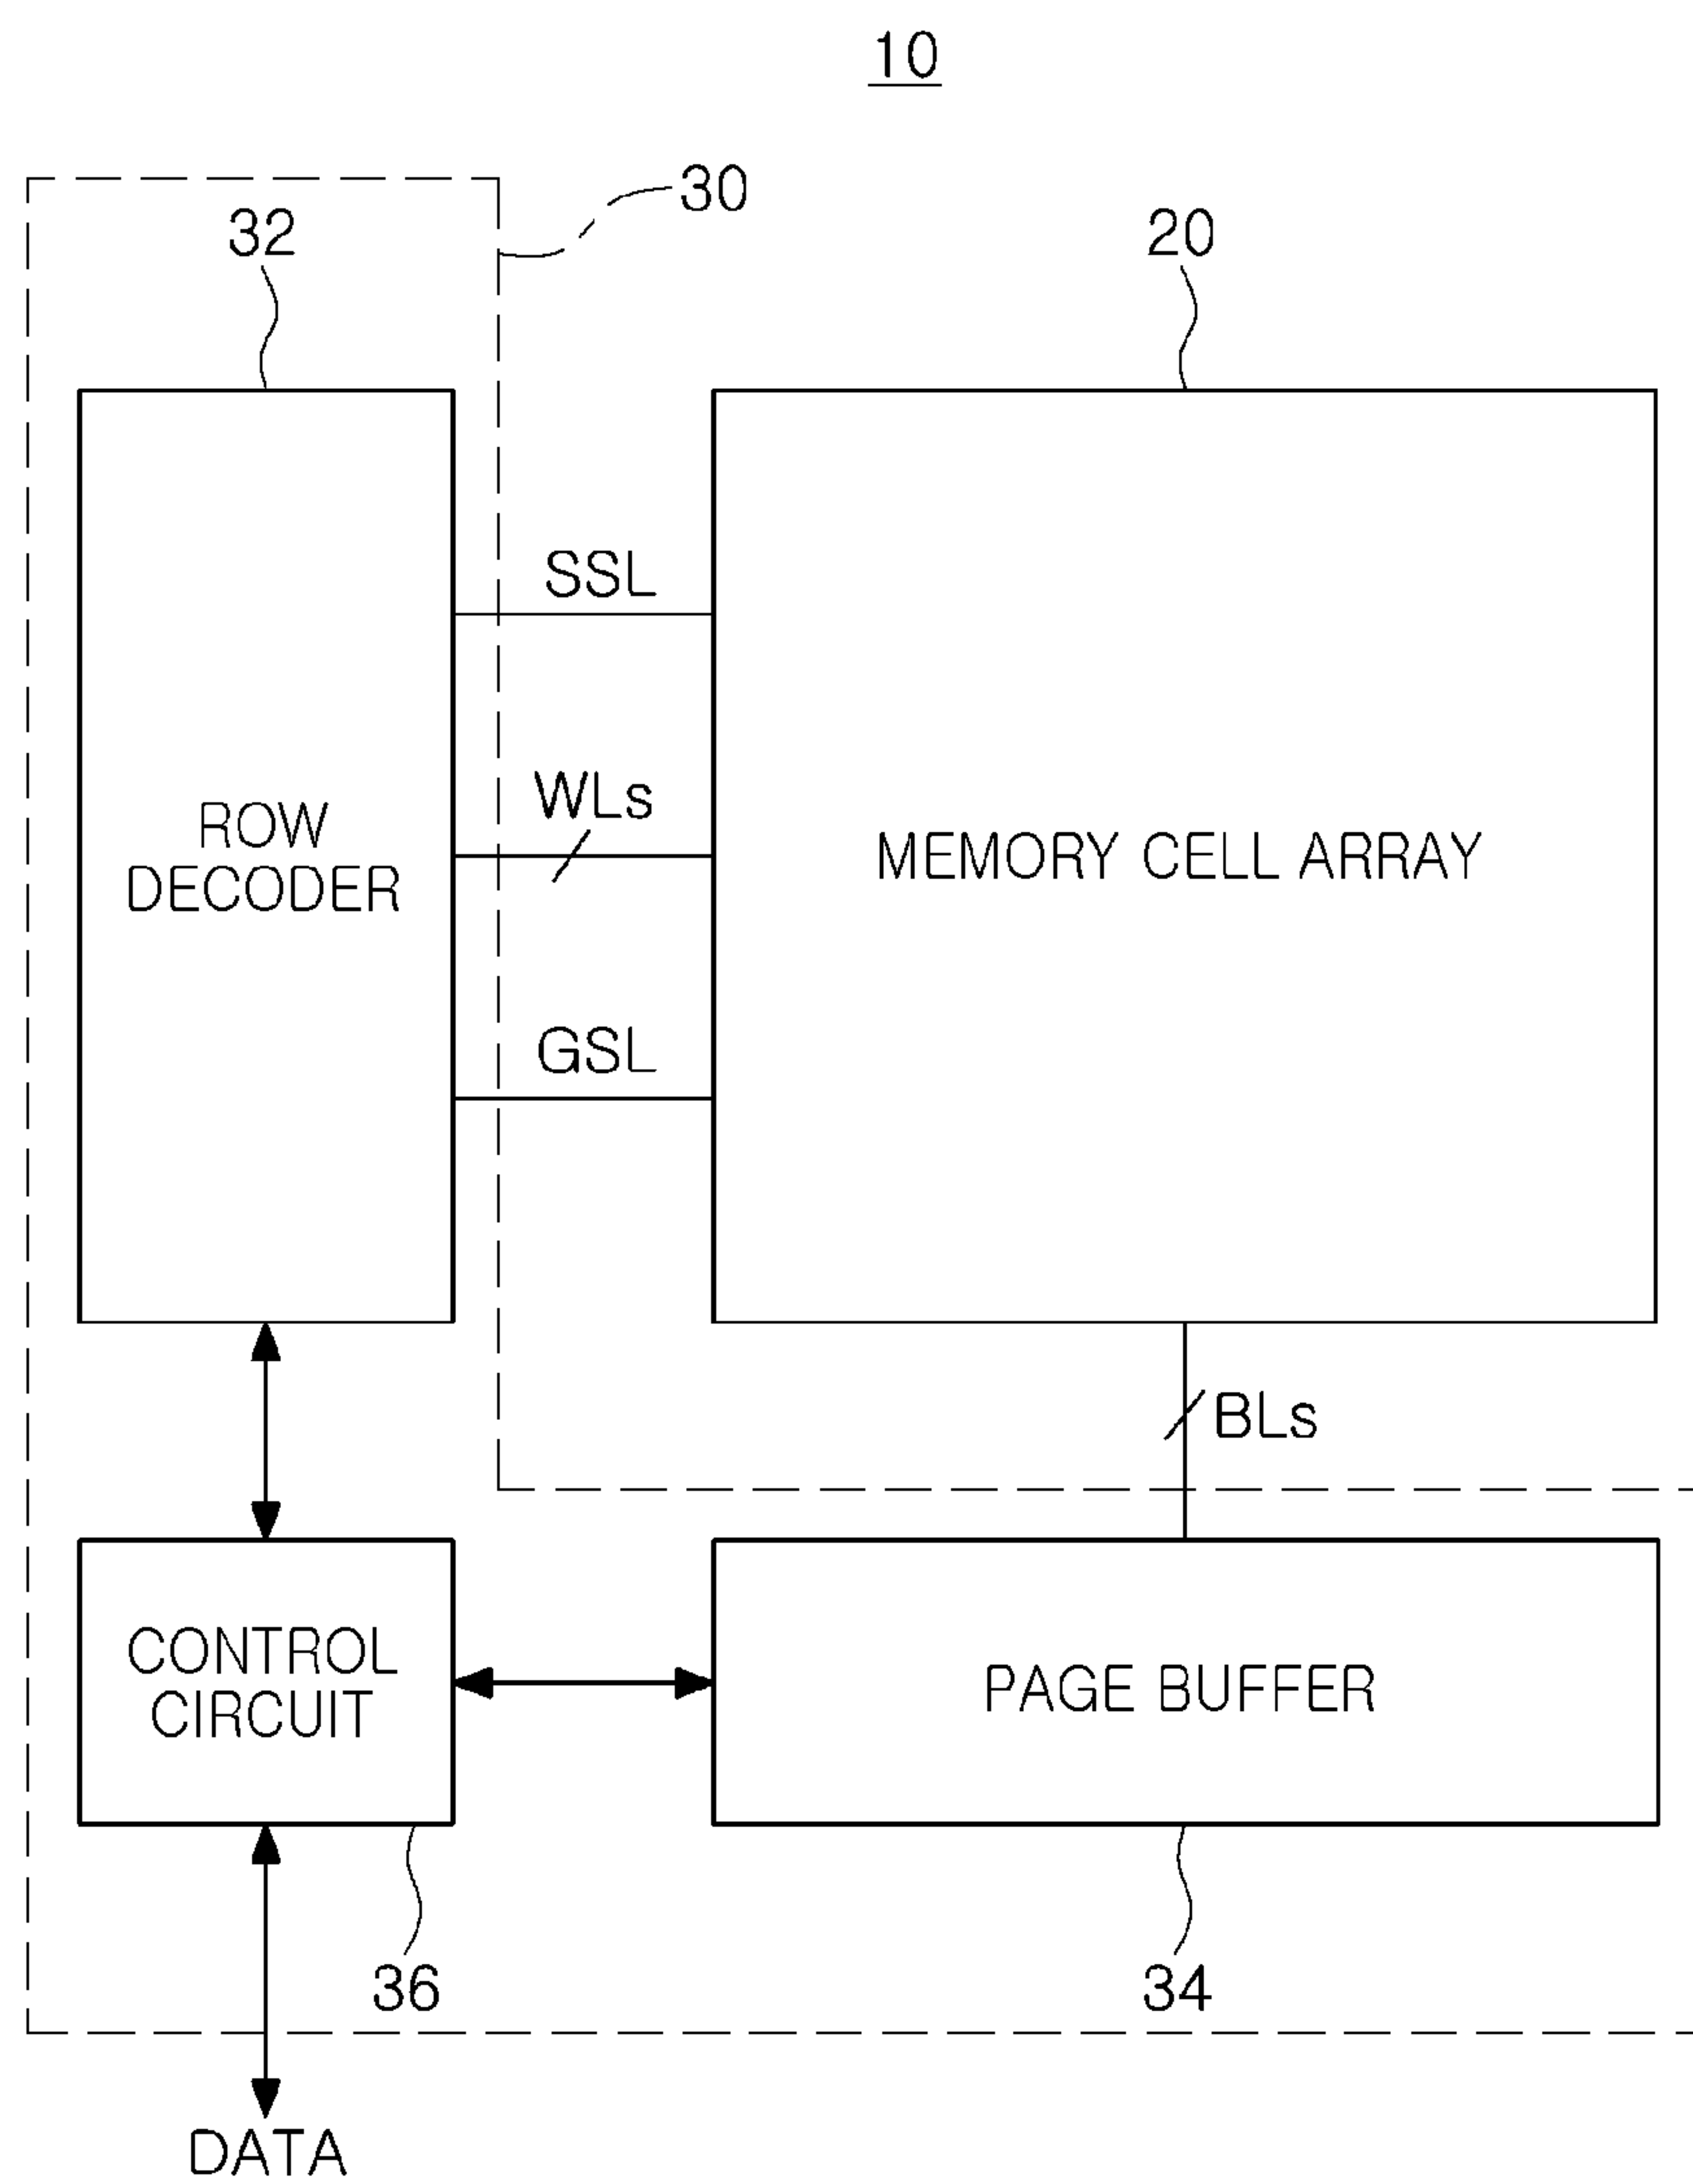 10
30
32
20
SSL
WLs
ROW
DECODER
MEMORY CELL ARRAY
GSL
BLs
CONTROL
CIRCUIT
PAGE BUFFER
36
34
DATA